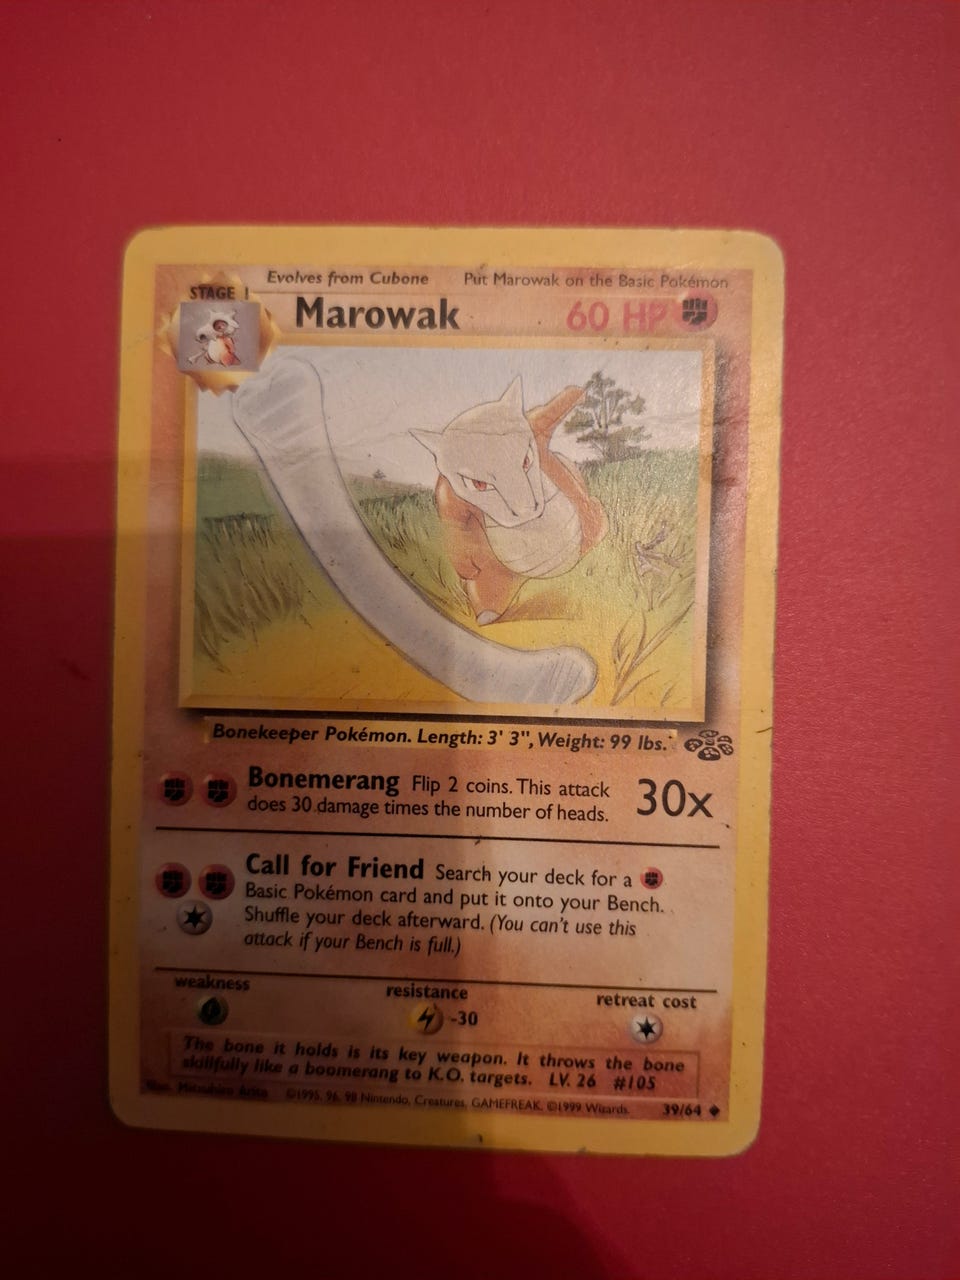 Evolves from Cubone Put Marowak on the Basic Pokémon
STAGE 1
Marowak 60 HP
Bonekeeper Pokémon. Length: 3' 3", Weight: 99 lbs.
Bonemerang Flip 2 coins. This attack
does 30 damage times the number of heads.
30x
Call for Friend Search your deck for a
Basic Pokémon card and put it onto your Bench.
Shuffle your deck afterward. (You can't use this
attack if your Bench is full.)
weakness resistance retreat cost
-30
The bone it holds is its key weapon. It throws the bone
skillfully like a boomerang to K.O. targets. LV. 26 #105
Illus. Mitsuhiro Arita ©1995, 96, 98 Nintendo, Creatures, GAMEFREAK. ©1999 Wizards. 39/64